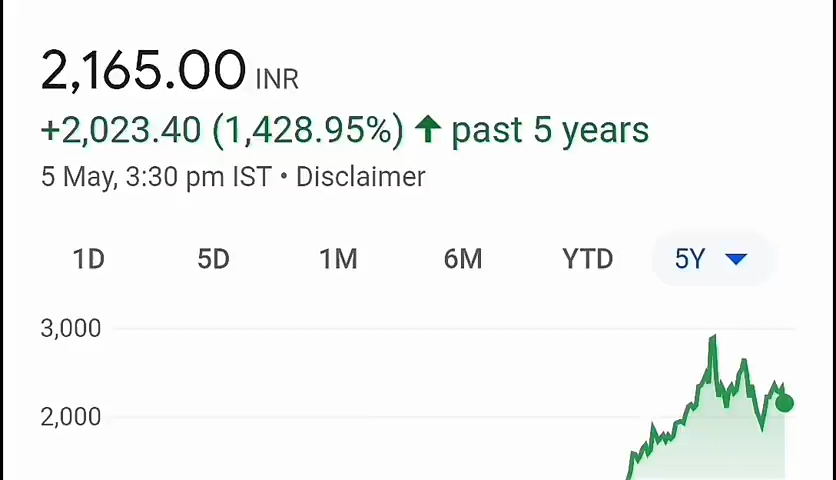 2,165.00 INR
+2,023.40 (1,428.95%) ↑ past 5 years
5 May, 3:30 pm IST • Disclaimer
1D 5D 1M 6M YTD 5Y
3,000
2,000